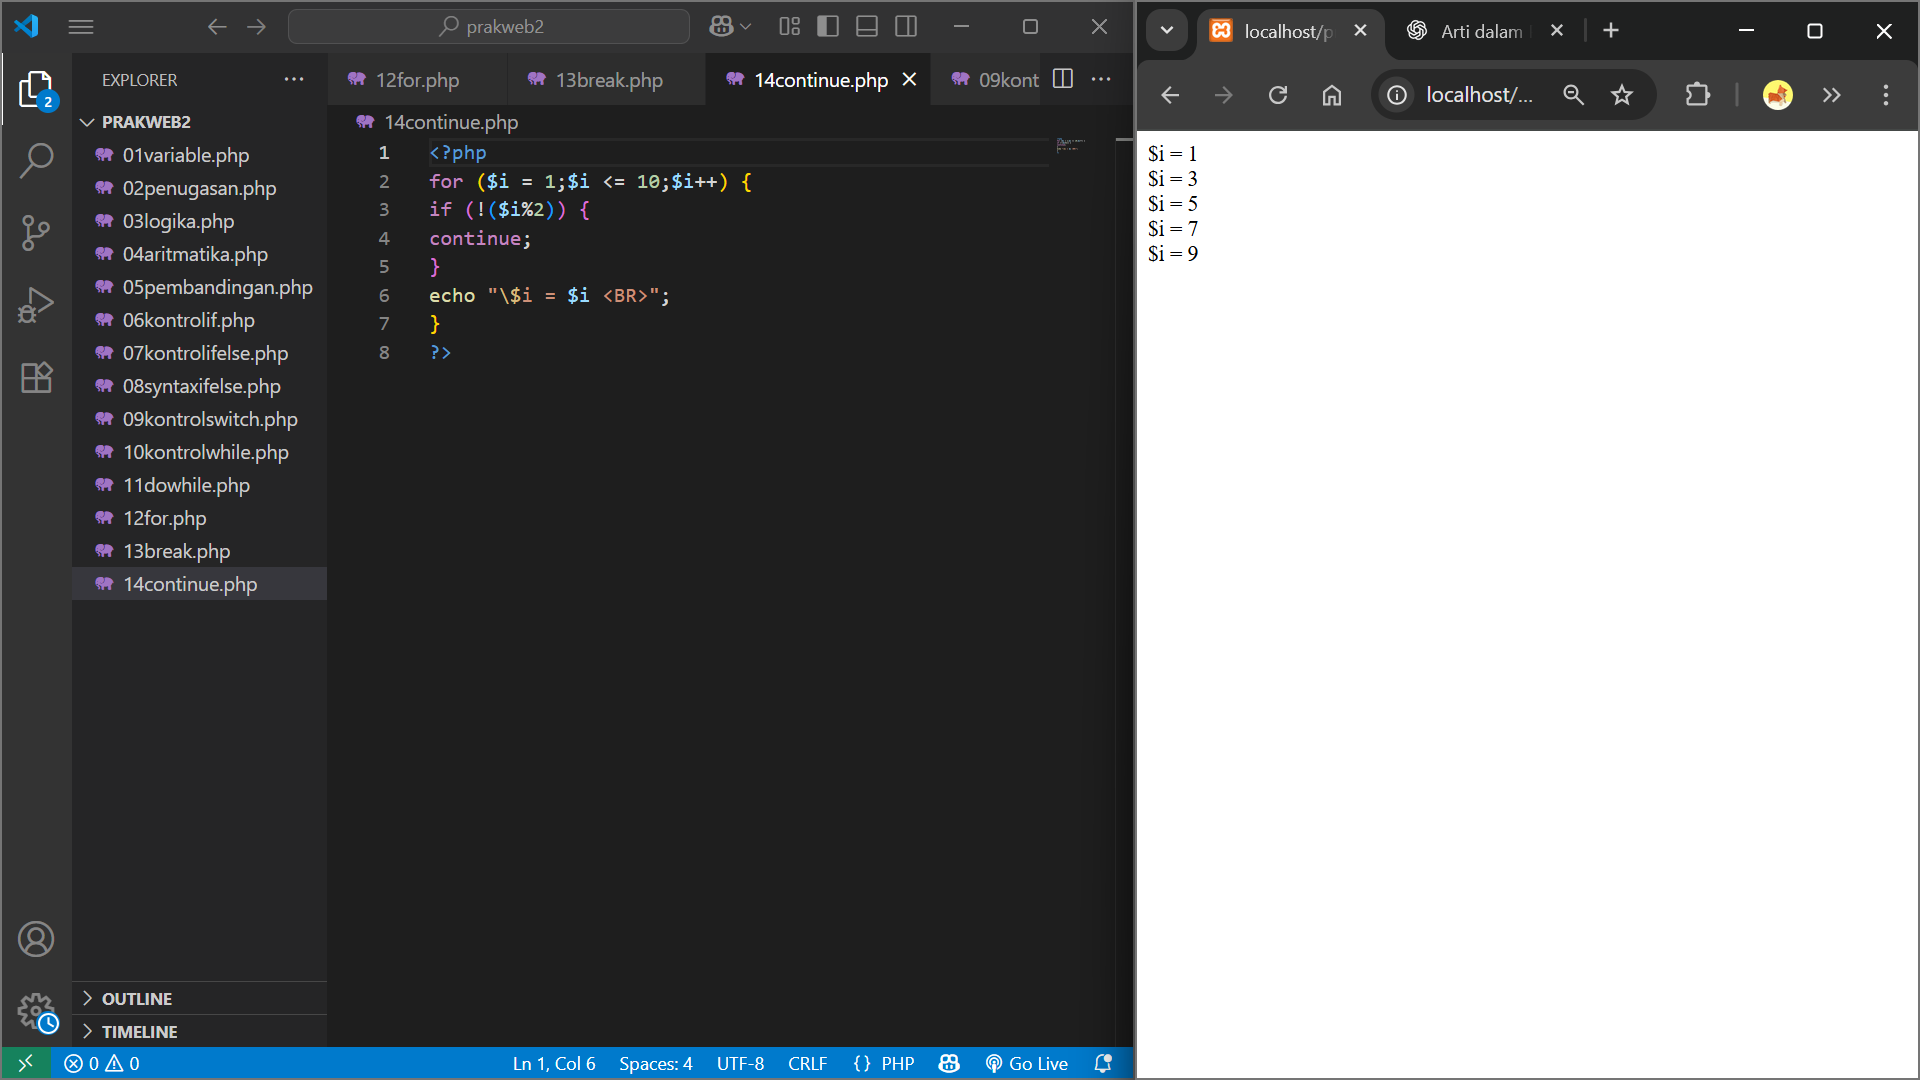 prakweb2
EXPLORER
12for.php
13break.php
14continue.php
09kont
PRAKWEB2
14continue.php
01variable.php
02penugasan.php
03logika.php
04aritmatika.php
05pembandingan.php
06kontrolif.php
07kontrolifelse.php
08syntaxifelse.php
09kontrolswitch.php
10kontrolwhile.php
11dowhile.php
12for.php
13break.php
14continue.php
1 <?php
2 for ($i = 1;$i <= 10;$i++) {
3 if (!($i%2)) {
4 continue;
5 }
6 echo "\$i = $i <BR>";
7 }
8 ?>
OUTLINE
TIMELINE
2
0 0
Ln 1, Col 6
Spaces: 4
UTF-8
CRLF
{} PHP
Go Live
localhost/p
Arti dalam
localhost/...
$i = 1
$i = 3
$i = 5
$i = 7
$i = 9